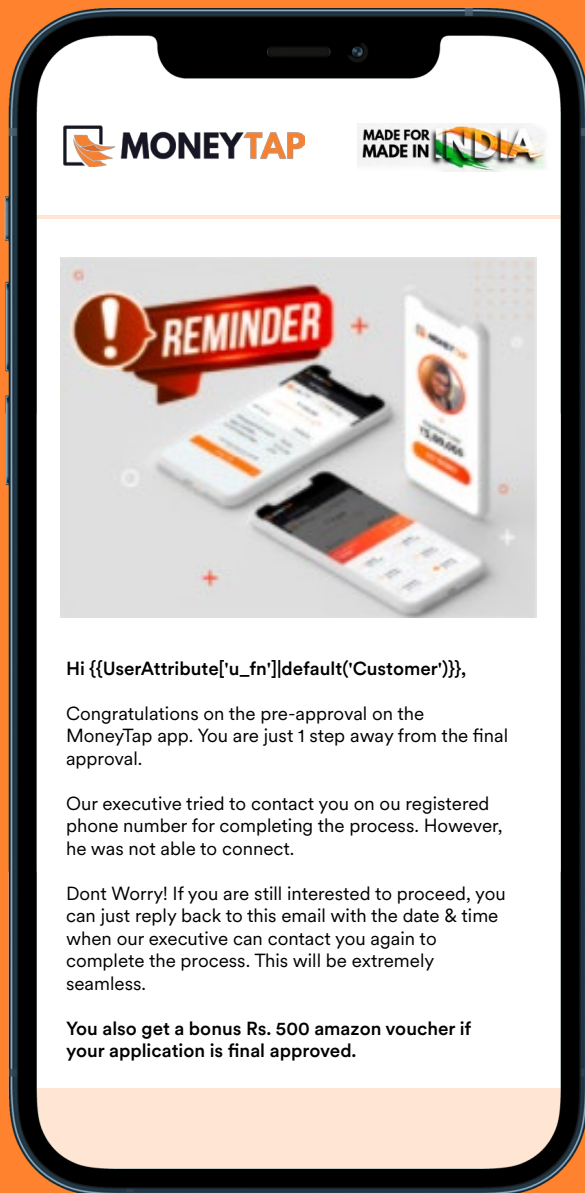 MONEYTAP
MADE FOR
MADE IN INDIA
REMINDER
MONEYTAP
Hi {{UserAttribute['u_fn']|default('Customer')}},
Congratulations on the pre-approval on the
MoneyTap app. You are just 1 step away from the final
approval.
Our executive tried to contact you on ou registered
phone number for completing the process. However,
he was not able to connect.
Dont Worry! If you are still interested to proceed, you
can just reply back to this email with the date & time
when our executive can contact you again to
complete the process. This will be extremely
seamless.
You also get a bonus Rs. 500 amazon voucher if
your application is final approved.